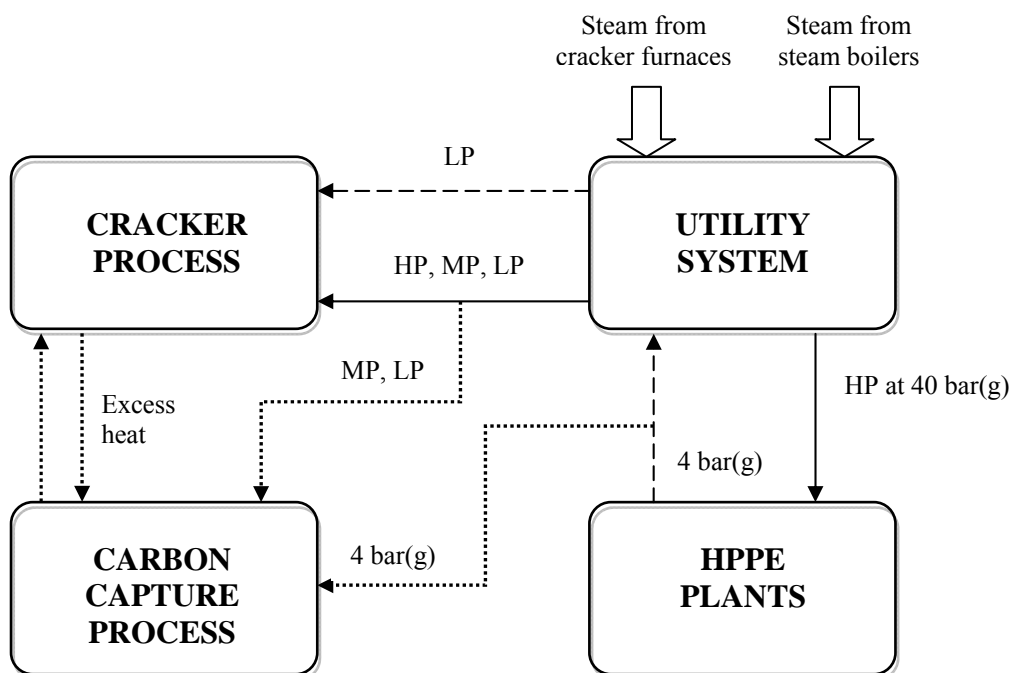 Steam from
cracker furnaces
Steam from
steam boilers
LP
CRACKER
PROCESS
UTILITY
SYSTEM
HP, MP, LP
MP, LP
HP at 40 bar(g)
Excess
heat
4 bar(g)
4 bar(g)
CARBON
CAPTURE
PROCESS
HPPE
PLANTS